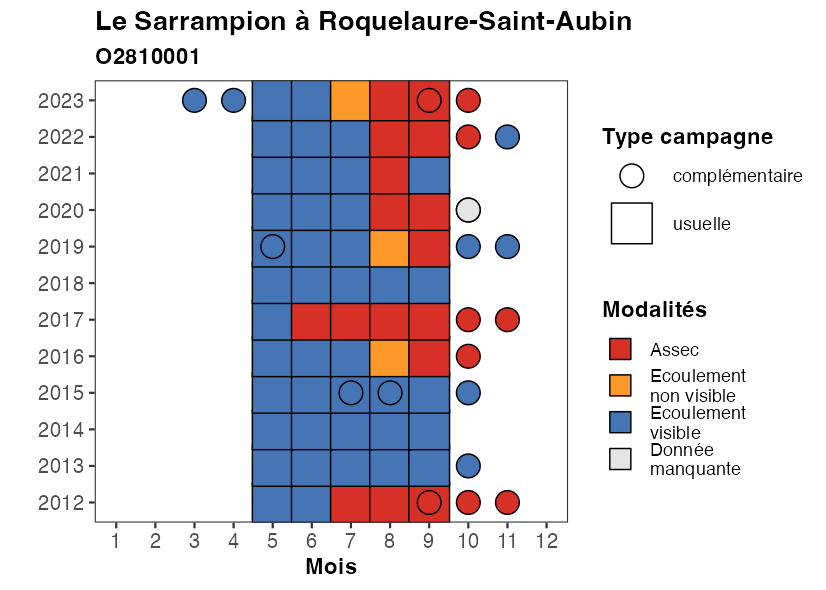 Le Sarrampion à Roquelaure-Saint-Aubin
O2810001
2023
2022
2021
2020
2019
2018
2017
2016
2015
2014
2013
2012
1 2 3 4 5 6 7 8 9 10 11 12
Mois
Type campagne
complémentaire
usuelle
Modalités
Assec
Ecoulement
non visible
Ecoulement
visible
Donnée
manquante